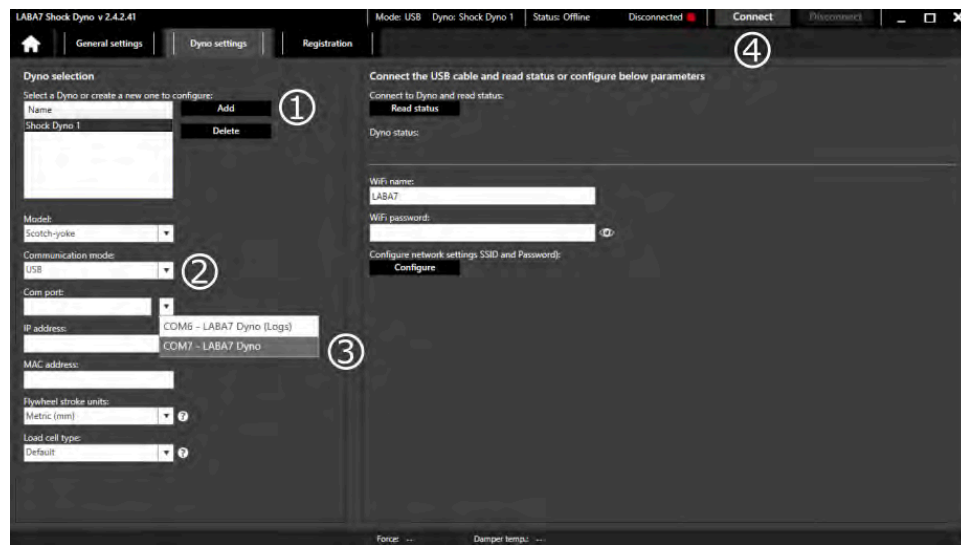 LABA7 Shock Dyno v 2.4.2.41
Mode: USB Dyno: Shock Dyno 1 Status: Offline Disconnected Connect Disconnect
General settings Dyno settings Registration
④
Dyno selection
Select a Dyno or create a new one to configure:
Name
Shock Dyno 1
Add
Delete
①
Model:
Scotch-yoke
Communication mode:
USB
②
Com port:
COM6 - LABA7 Dyno (Logs)
COM7 - LABA7 Dyno
③
IP address:
MAC address:
Flywheel stroke units:
Metric (mm)
Load cell type:
Default
Connect the USB cable and read status or configure below parameters
Connect to Dyno and read status:
Read status
Dyno status:
WiFi name:
LABA7
WiFi password:
Configure network settings SSID and Password):
Configure
Force: -- Damper temp.: --